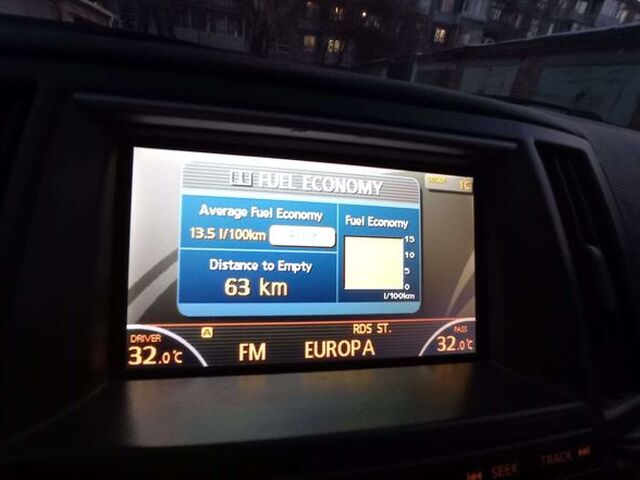 FUEL ECONOMY
1°C
Average Fuel Economy
13.5 l/100km
Fuel Economy
15
10
5
0
l/100km
Distance to Empty
63 km
DRIVER
32.0°C
A
FM
RDS ST.
EUROPA
PASS
32.0°C
SEEK
TRACK